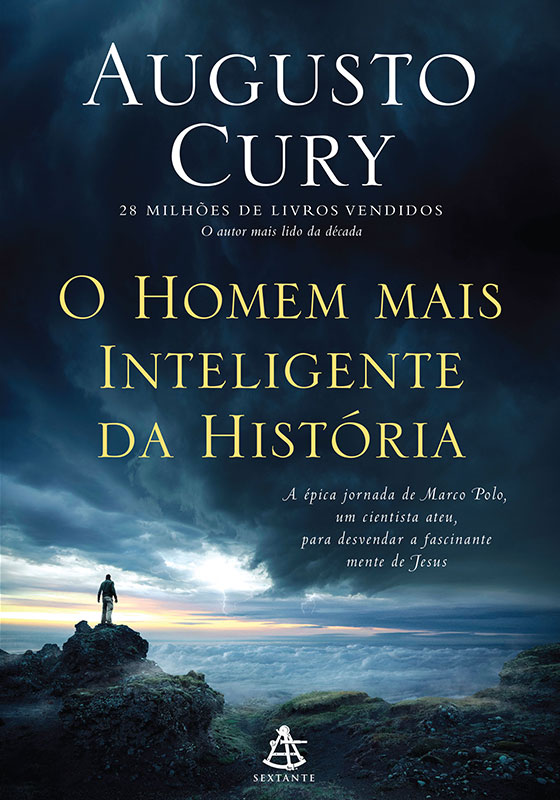 AUGUSTO
CURY
28 MILHÕES DE LIVROS VENDIDOS
O autor mais lido da década
O HOMEM MAIS
INTELIGENTE
DA HISTÓRIA
A épica jornada de Marco Polo,
um cientista ateu,
para desvendar a fascinante
mente de Jesus
SEXTANTE